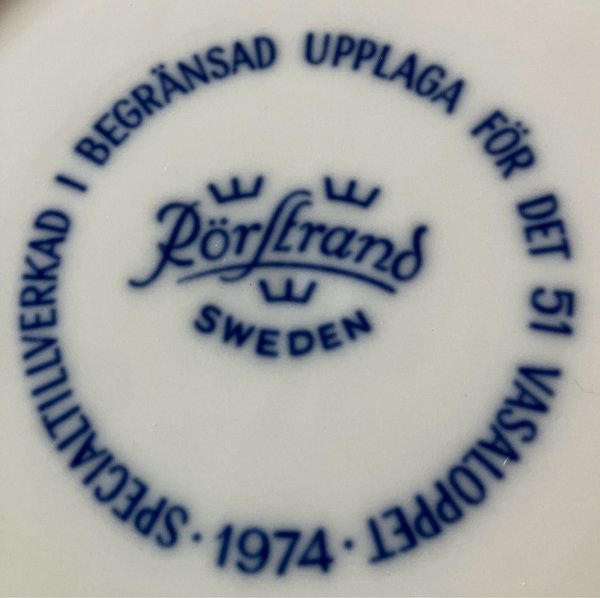 SPECIALTILLVERKAD I BEGRÄNSAD UPPLAGA FÖR DET 51 VASALOPPET
· 1974 ·
Rörstrand
SWEDEN